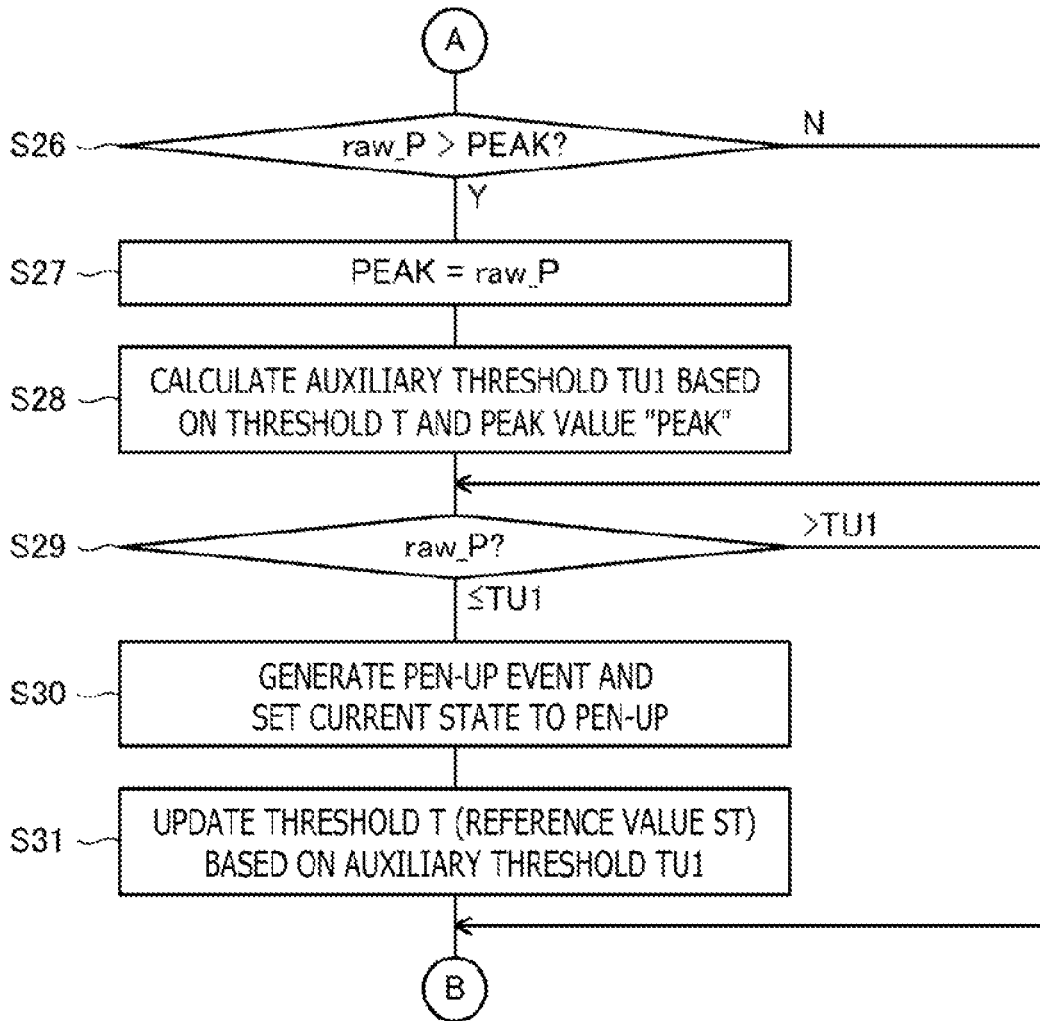 A
S26
raw_P > PEAK?
N
Y
S27
PEAK = raw_P
S28
CALCULATE AUXILIARY THRESHOLD TU1 BASED
ON THRESHOLD T AND PEAK VALUE "PEAK"
S29
raw_P?
>TU1
≤TU1
S30
GENERATE PEN-UP EVENT AND
SET CURRENT STATE TO PEN-UP
S31
UPDATE THRESHOLD T (REFERENCE VALUE ST)
BASED ON AUXILIARY THRESHOLD TU1
B